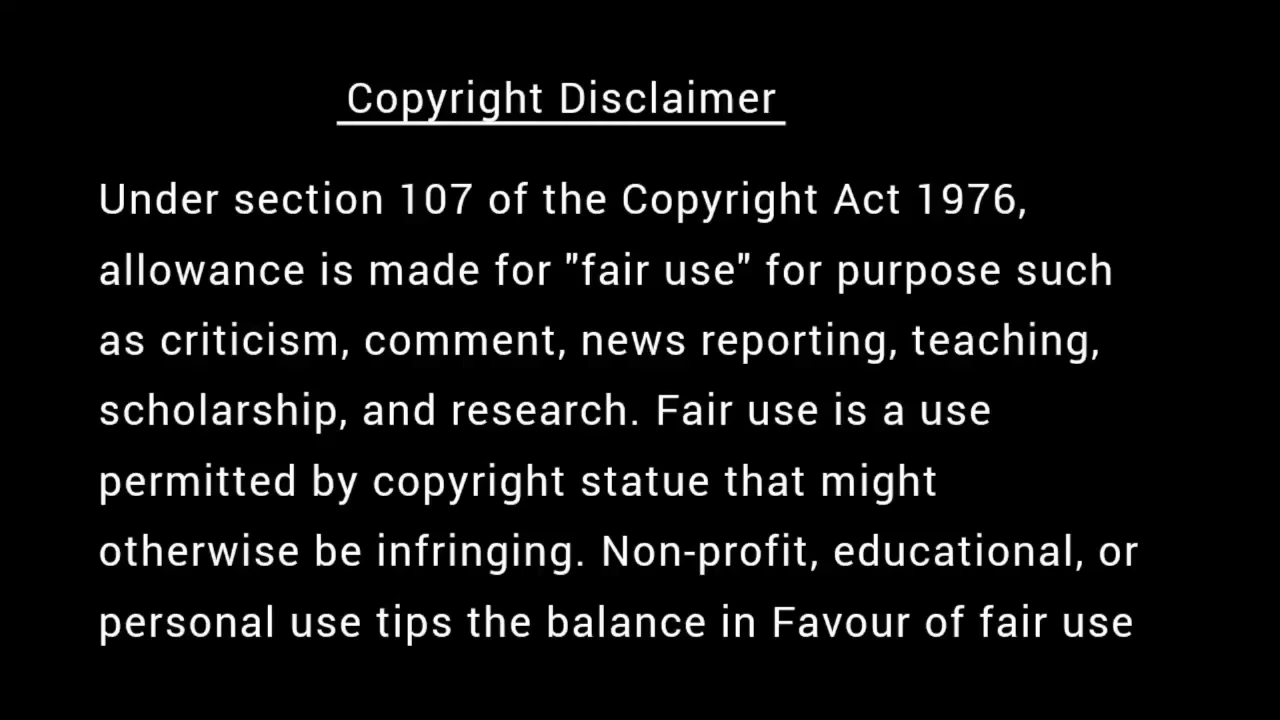 Copyright Disclaimer
Under section 107 of the Copyright Act 1976,
allowance is made for "fair use" for purpose such
as criticism, comment, news reporting, teaching,
scholarship, and research. Fair use is a use
permitted by copyright statue that might
otherwise be infringing. Non-profit, educational, or
personal use tips the balance in Favour of fair use